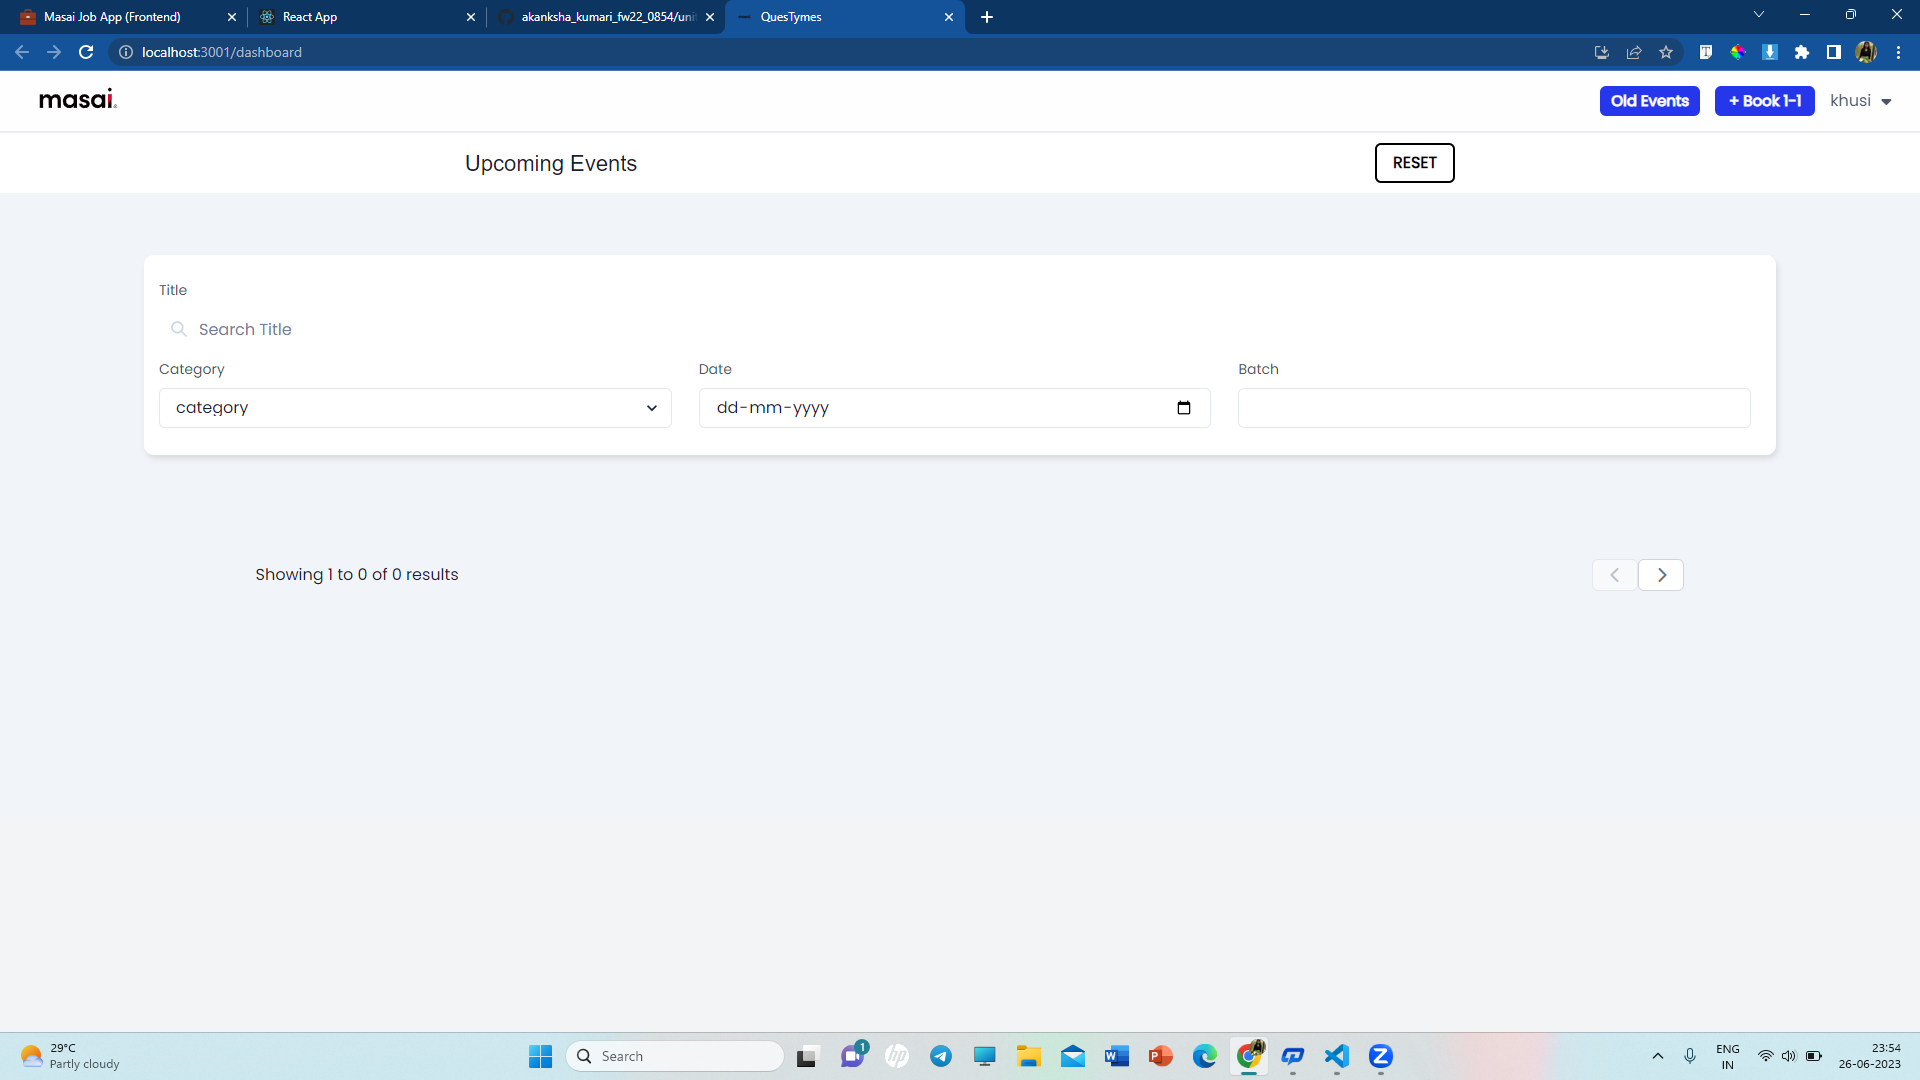 Masai Job App (Frontend)
React App
akanksha_kumari_fw22_0854/uni
QuesTymes
localhost:3001/dashboard
masai.
Old Events
+ Book 1-1
khusi
Upcoming Events
RESET
Title
Search Title
Category
Date
Batch
category
dd-mm-yyyy
Showing 1 to 0 of 0 results
29°C
Partly cloudy
Search
1
hp
W
P
Z
ENG
IN
23:54
26-06-2023